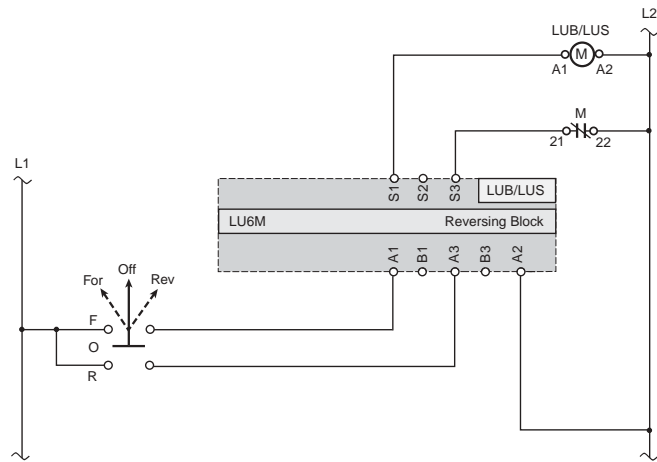 L2
LUB/LUS
M
A1 A2
M
21 22
L1
S1 S2 S3 LUB/LUS
LU6M Reversing Block
A1 B1 A3 B3 A2
For Off Rev
F
O
R